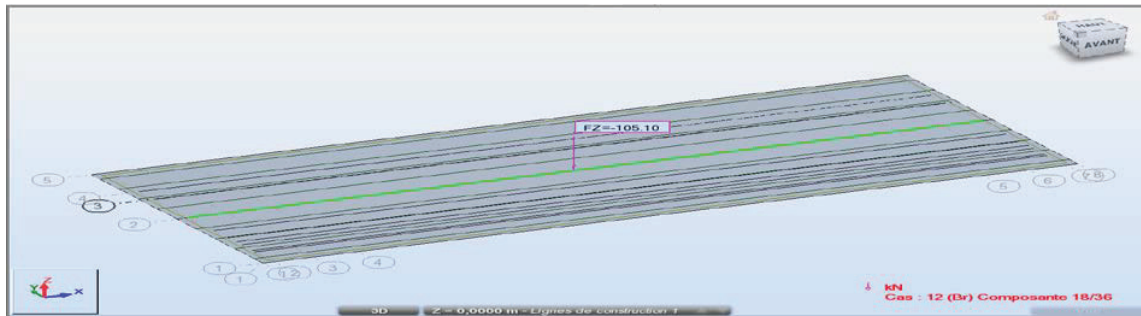 HAUT
AVANT
FZ=-105.10
5
4
3
2
1
1
1
2
3
4
5
6
7
8
Z
Y
X
kN
Cas : 12 (Br) Composante 18/36
3D
Z = 0,0000 m - Lignes de construction 1